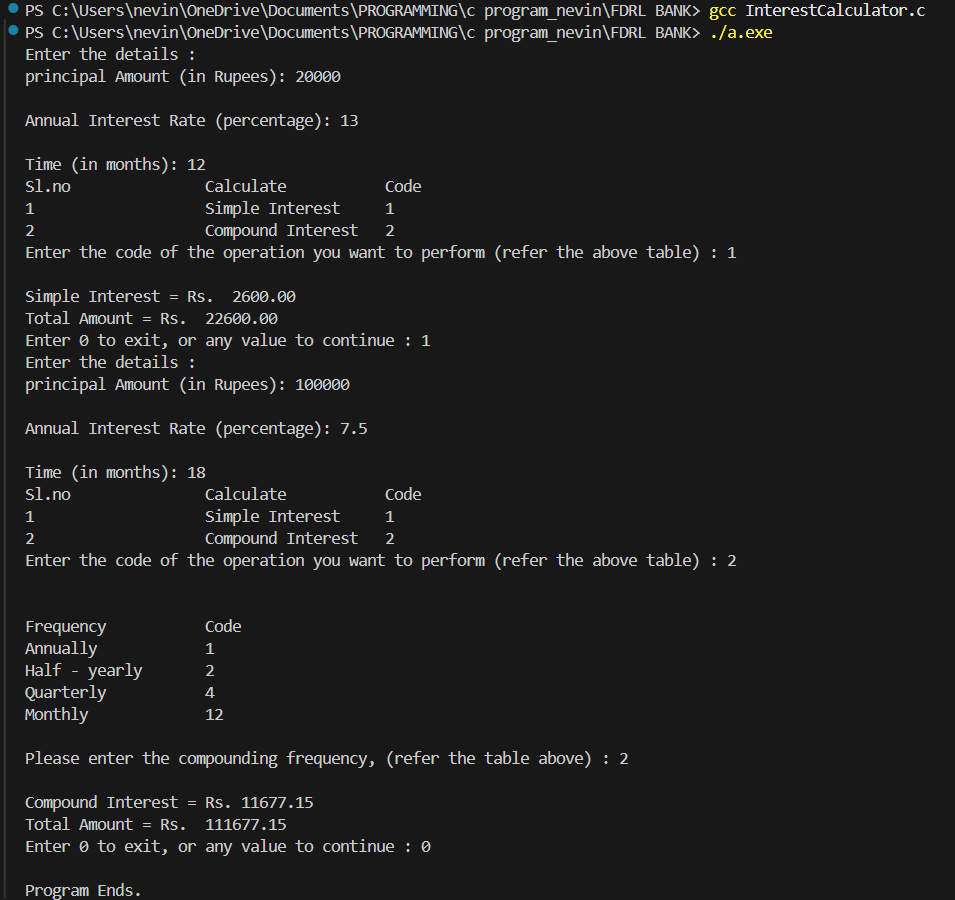 PS C:\Users\nevin\OneDrive\Documents\PROGRAMMING\c program_nevin\FDRL BANK> gcc InterestCalculator.c
PS C:\Users\nevin\OneDrive\Documents\PROGRAMMING\c program_nevin\FDRL BANK> ./a.exe
Enter the details :
principal Amount (in Rupees): 20000
Annual Interest Rate (percentage): 13
Time (in months): 12
Sl.no Calculate Code
1 Simple Interest 1
2 Compound Interest 2
Enter the code of the operation you want to perform (refer the above table) : 1
Simple Interest = Rs.  2600.00
Total Amount = Rs.  22600.00
Enter 0 to exit, or any value to continue : 1
Enter the details :
principal Amount (in Rupees): 100000
Annual Interest Rate (percentage): 7.5
Time (in months): 18
Sl.no Calculate Code
1 Simple Interest 1
2 Compound Interest 2
Enter the code of the operation you want to perform (refer the above table) : 2
Frequency Code
Annually 1
Half - yearly 2
Quarterly 4
Monthly 12
Please enter the compounding frequency, (refer the table above) : 2
Compound Interest = Rs. 11677.15
Total Amount = Rs.  111677.15
Enter 0 to exit, or any value to continue : 0
Program Ends.